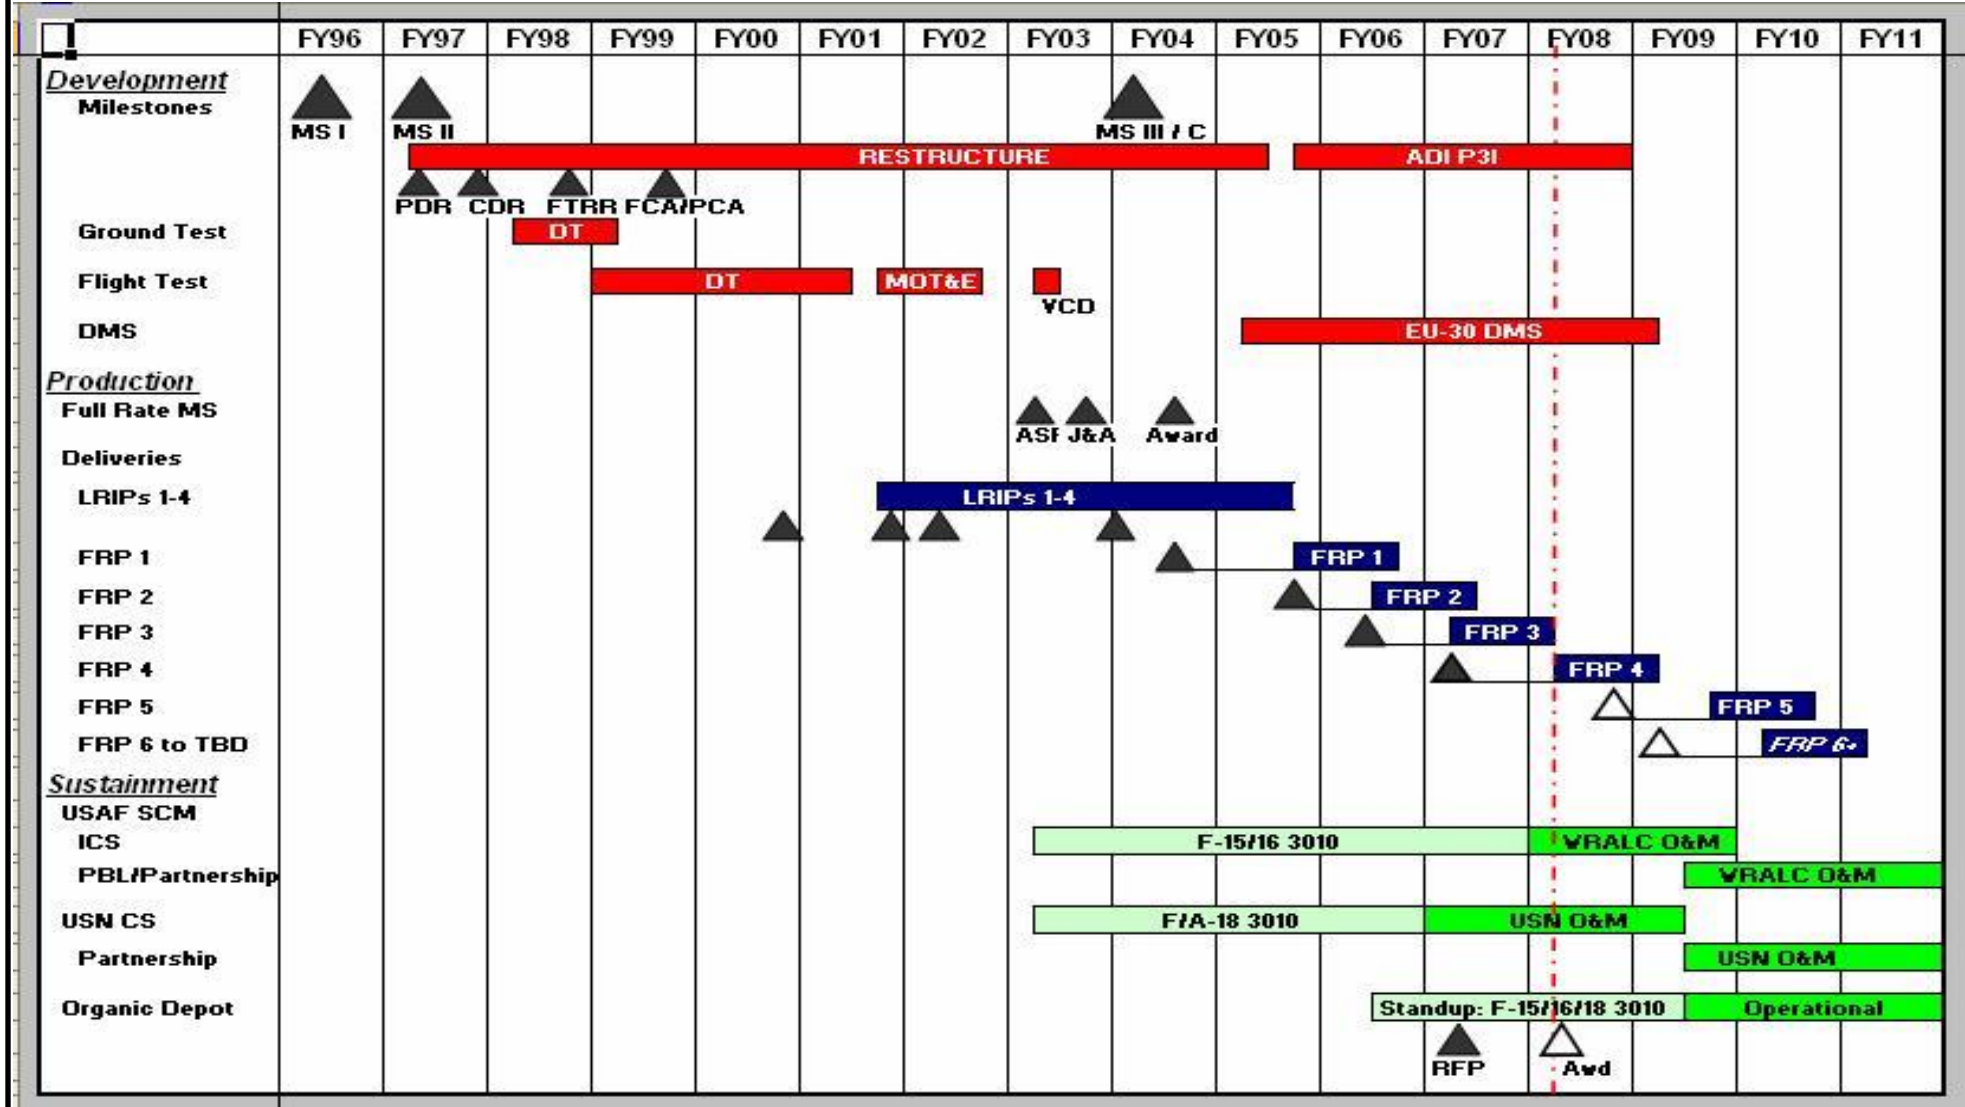 FY96 FY97 FY98 FY99 FY00 FY01 FY02 FY03 FY04 FY05 FY06 FY07 FY08 FY09 FY10 FY11
Development
Milestones
MS I MS II MS III / C
RESTRUCTURE ADI P3I
PDR CDR FTRR FCA/PCA
Ground Test DT
Flight Test DT MOT&E
VCD
DMS EU-30 DMS
Production
Full Rate MS
ASP J&A Award
Deliveries
LRIPs 1-4 LRIPs 1-4
FRP 1 FRP 1
FRP 2 FRP 2
FRP 3 FRP 3
FRP 4 FRP 4
FRP 5 FRP 5
FRP 6 to TBD FRP 6+
Sustainment
USAF SCM
ICS F-15/16 3010 WRALC O&M
PBL/Partnership WRALC O&M
USN CS F/A-18 3010 USN O&M
Partnership USN O&M
Organic Depot Standup: F-15/16/18 3010 Operational
RFP Awd